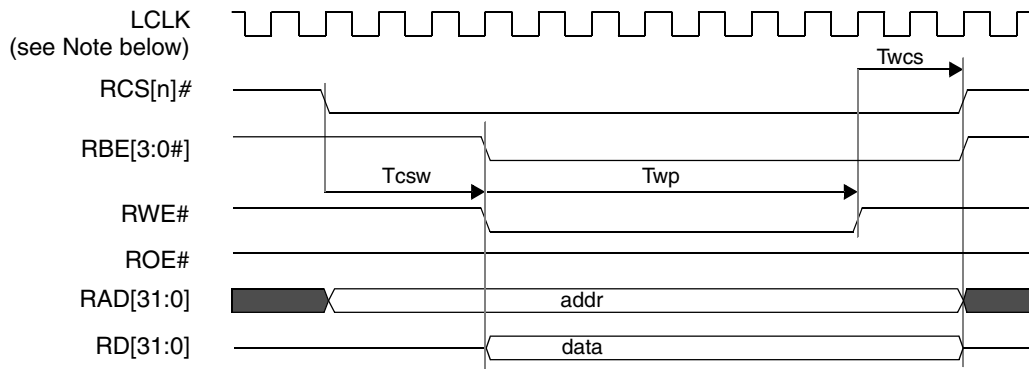 LCLK
(see Note below)
Twcs
RCS[n]#
RBE[3:0#]
Tcsw
Twp
RWE#
ROE#
RAD[31:0]
addr
RD[31:0]
data